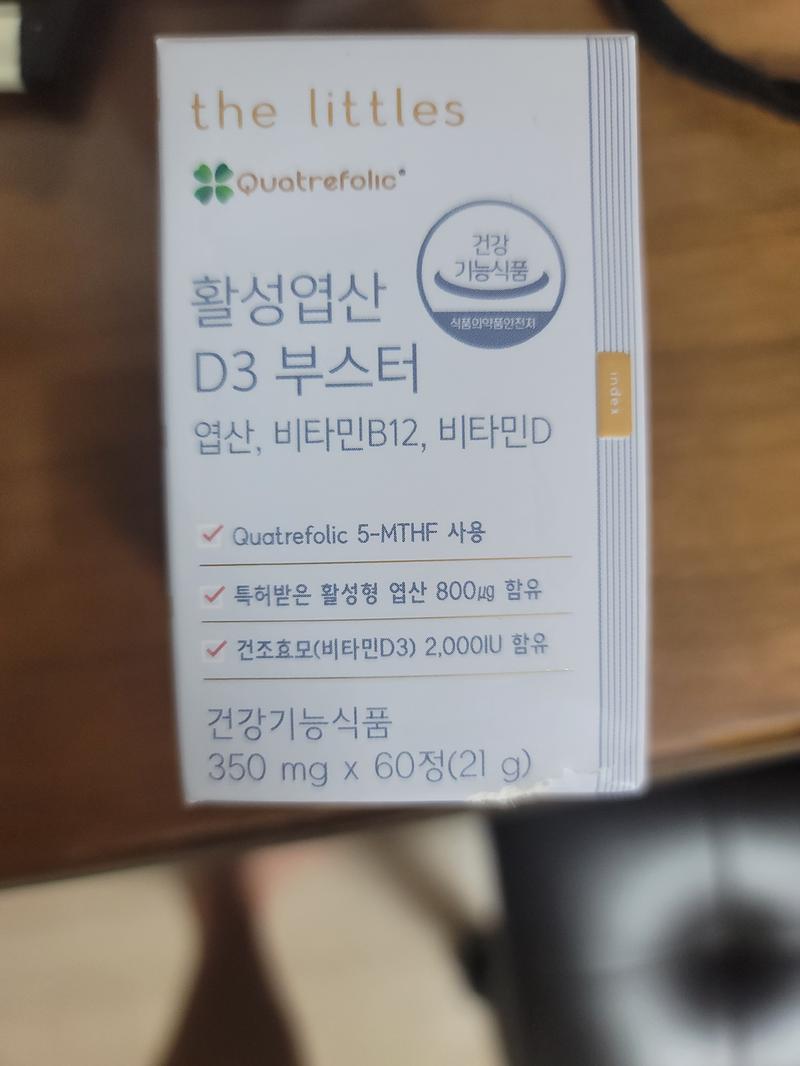 the littles
Quatrefolic®
건강
기능식품
식품의약품안전처
활성엽산
D3 부스터
엽산, 비타민B12, 비타민D
index
Quatrefolic 5-MTHF 사용
특허받은 활성형 엽산 800㎍ 함유
건조효모(비타민D3) 2,000IU 함유
건강기능식품
350 mg x 60정(21 g)